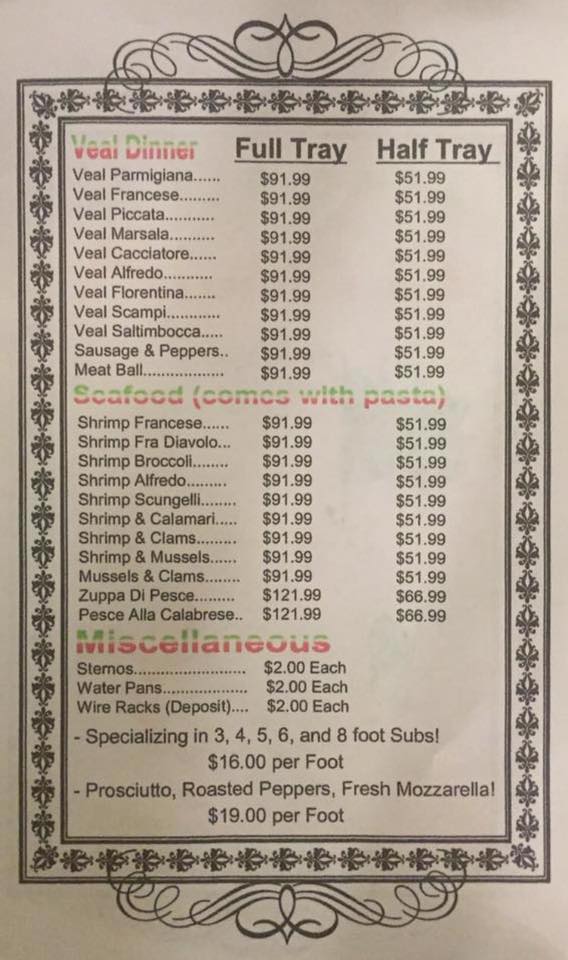 Veal Dinner Full Tray Half Tray
Veal Parmigiana...... $91.99 $51.99
Veal Francese......... $91.99 $51.99
Veal Piccata........... $91.99 $51.99
Veal Marsala.......... $91.99 $51.99
Veal Cacciatore...... $91.99 $51.99
Veal Alfredo........... $91.99 $51.99
Veal Florentina....... $91.99 $51.99
Veal Scampi............ $91.99 $51.99
Veal Saltimbocca..... $91.99 $51.99
Sausage & Peppers.. $91.99 $51.99
Meat Ball................. $91.99 $51.99
Seafood (comes with pasta)
Shrimp Francese...... $91.99 $51.99
Shrimp Fra Diavolo... $91.99 $51.99
Shrimp Broccoli........ $91.99 $51.99
Shrimp Alfredo......... $91.99 $51.99
Shrimp Scungelli........ $91.99 $51.99
Shrimp & Calamari..... $91.99 $51.99
Shrimp & Clams......... $91.99 $51.99
Shrimp & Mussels...... $91.99 $51.99
Mussels & Clams........ $91.99 $51.99
Zuppa Di Pesce......... $121.99 $66.99
Pesce Alla Calabrese.. $121.99 $66.99
Miscellaneous
Sternos......................... $2.00 Each
Water Pans................... $2.00 Each
Wire Racks (Deposit).... $2.00 Each
- Specializing in 3, 4, 5, 6, and 8 foot Subs!
$16.00 per Foot
- Prosciutto, Roasted Peppers, Fresh Mozzarella!
$19.00 per Foot